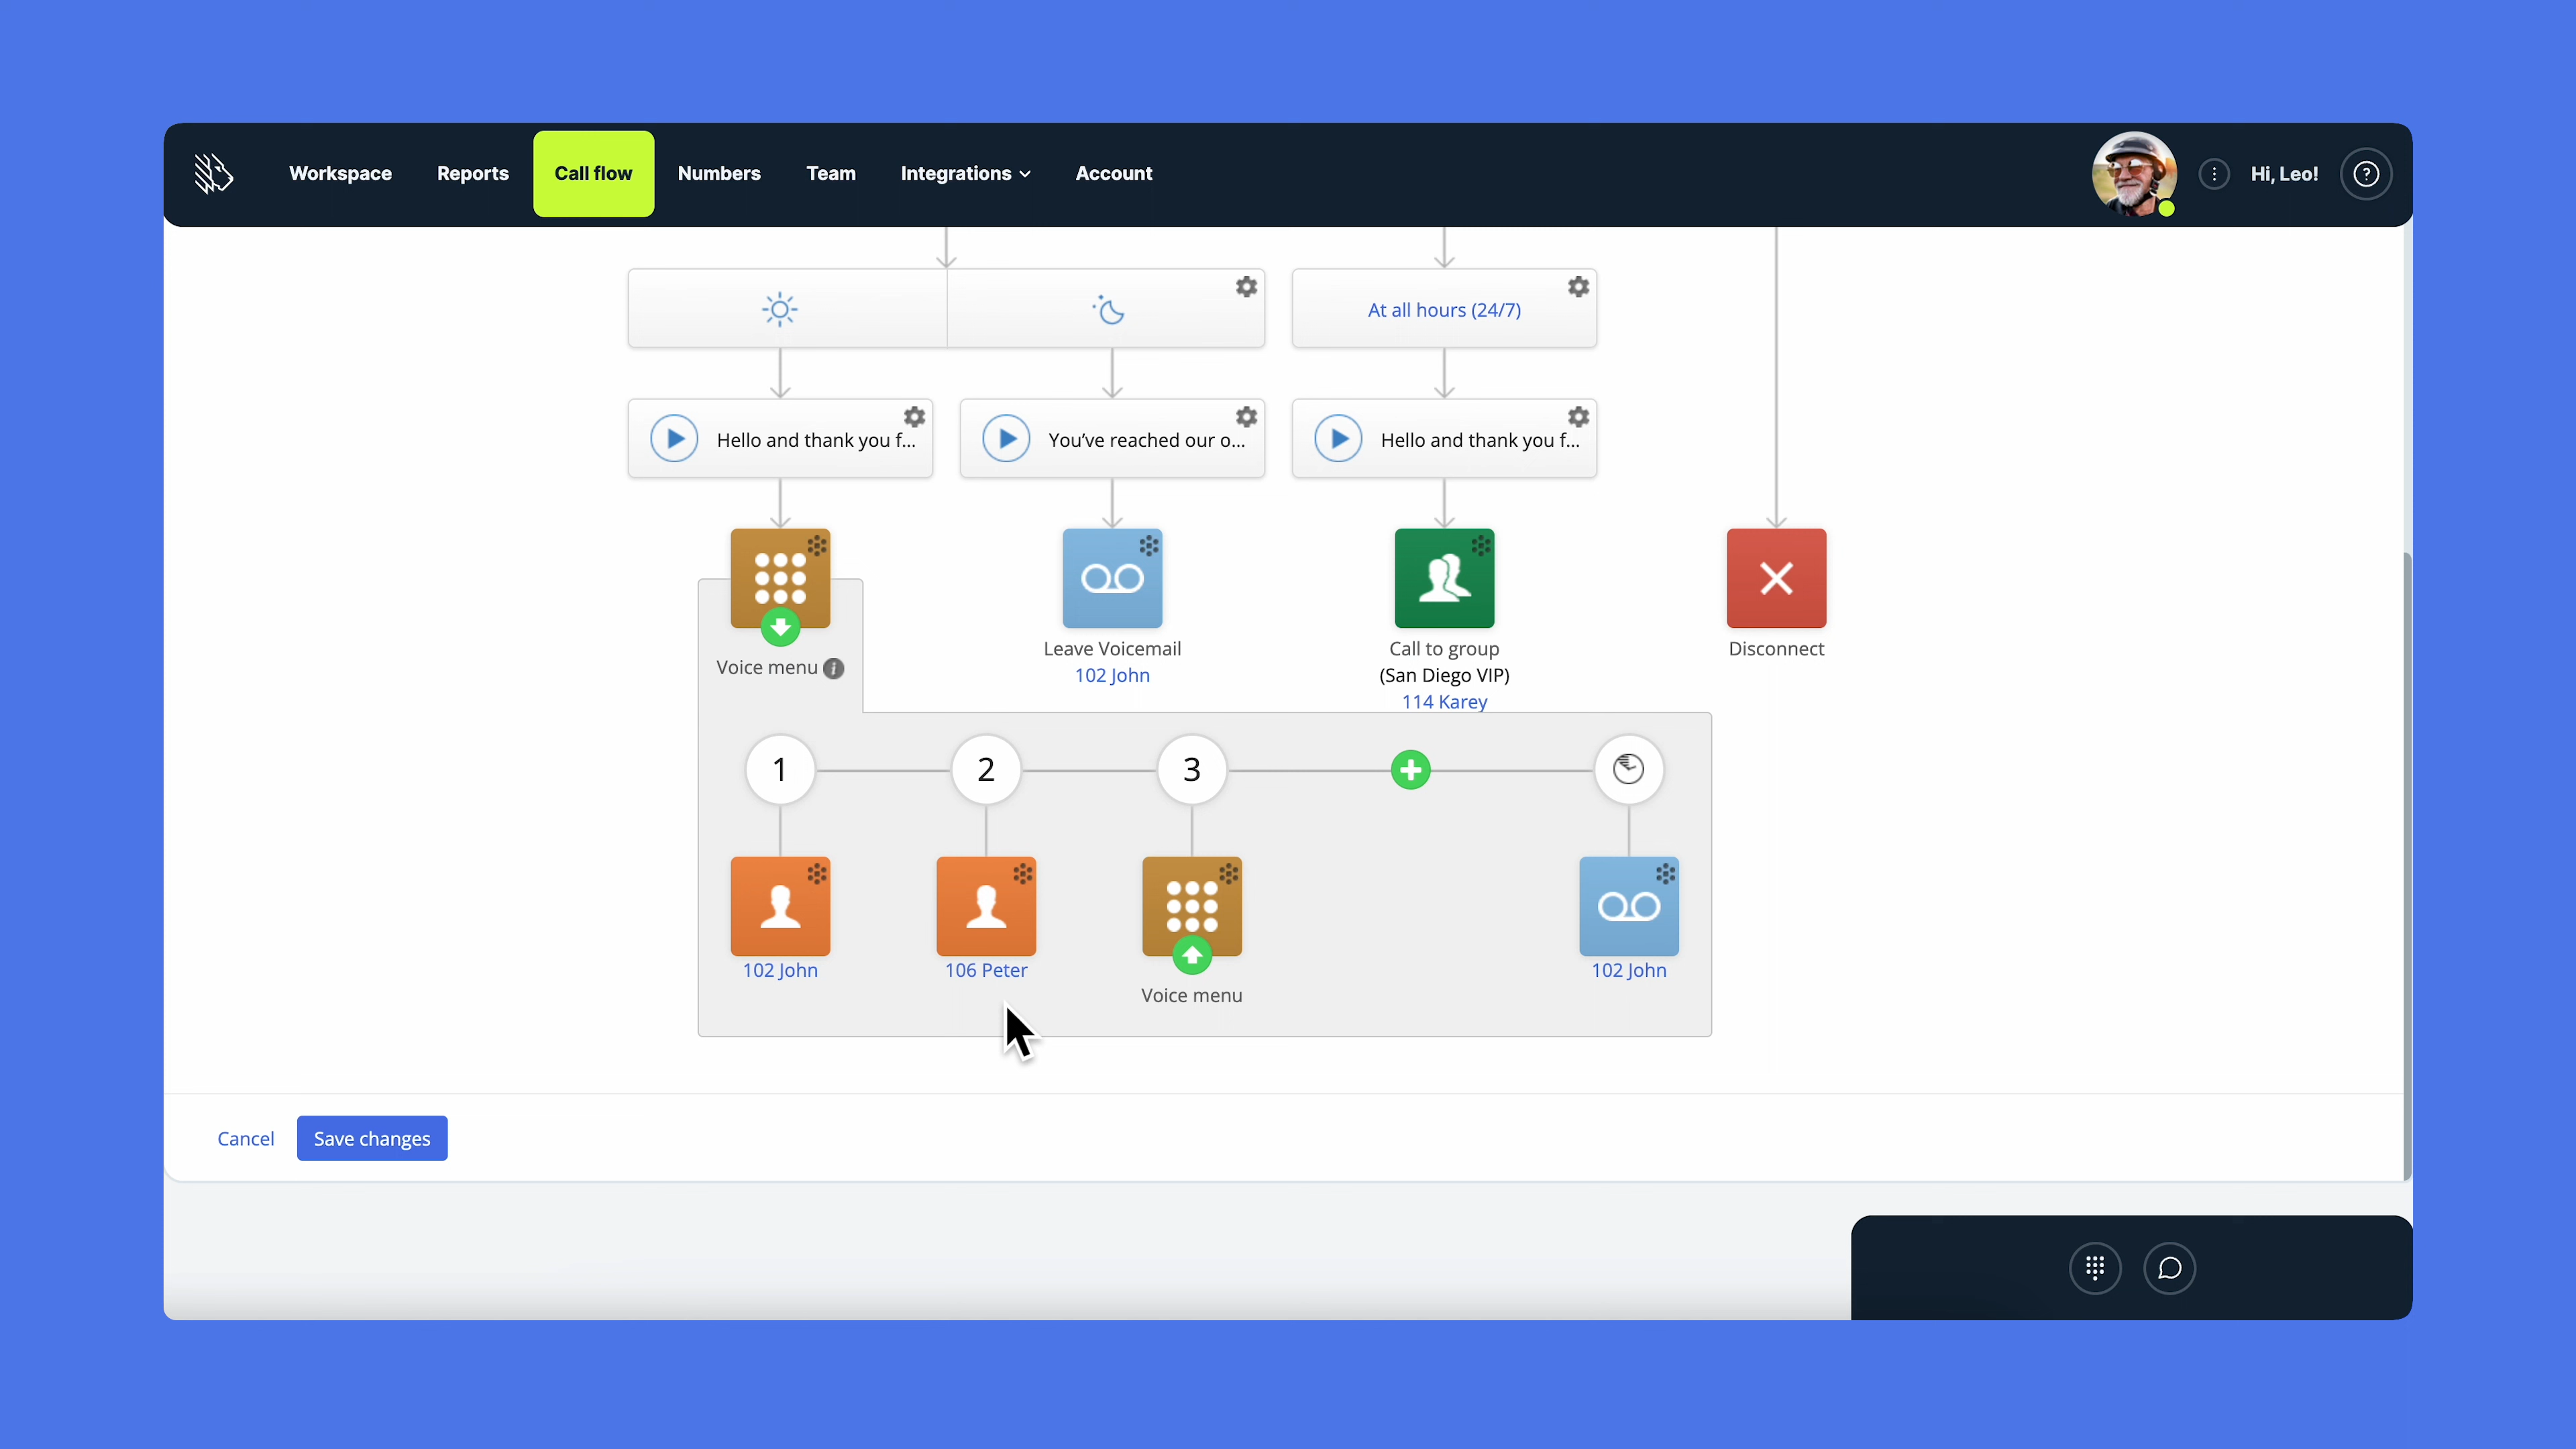 Workspace
Reports
Call flow
Numbers
Team
Integrations
Account
Hi, Leo!
?
At all hours (24/7)
Hello and thank you f...
You’ve reached our o...
Hello and thank you f...
Voice menu i
Leave Voicemail
102 John
Call to group
(San Diego VIP)
114 Karey
Disconnect
1
2
3
102 John
106 Peter
Voice menu
102 John
Cancel
Save changes